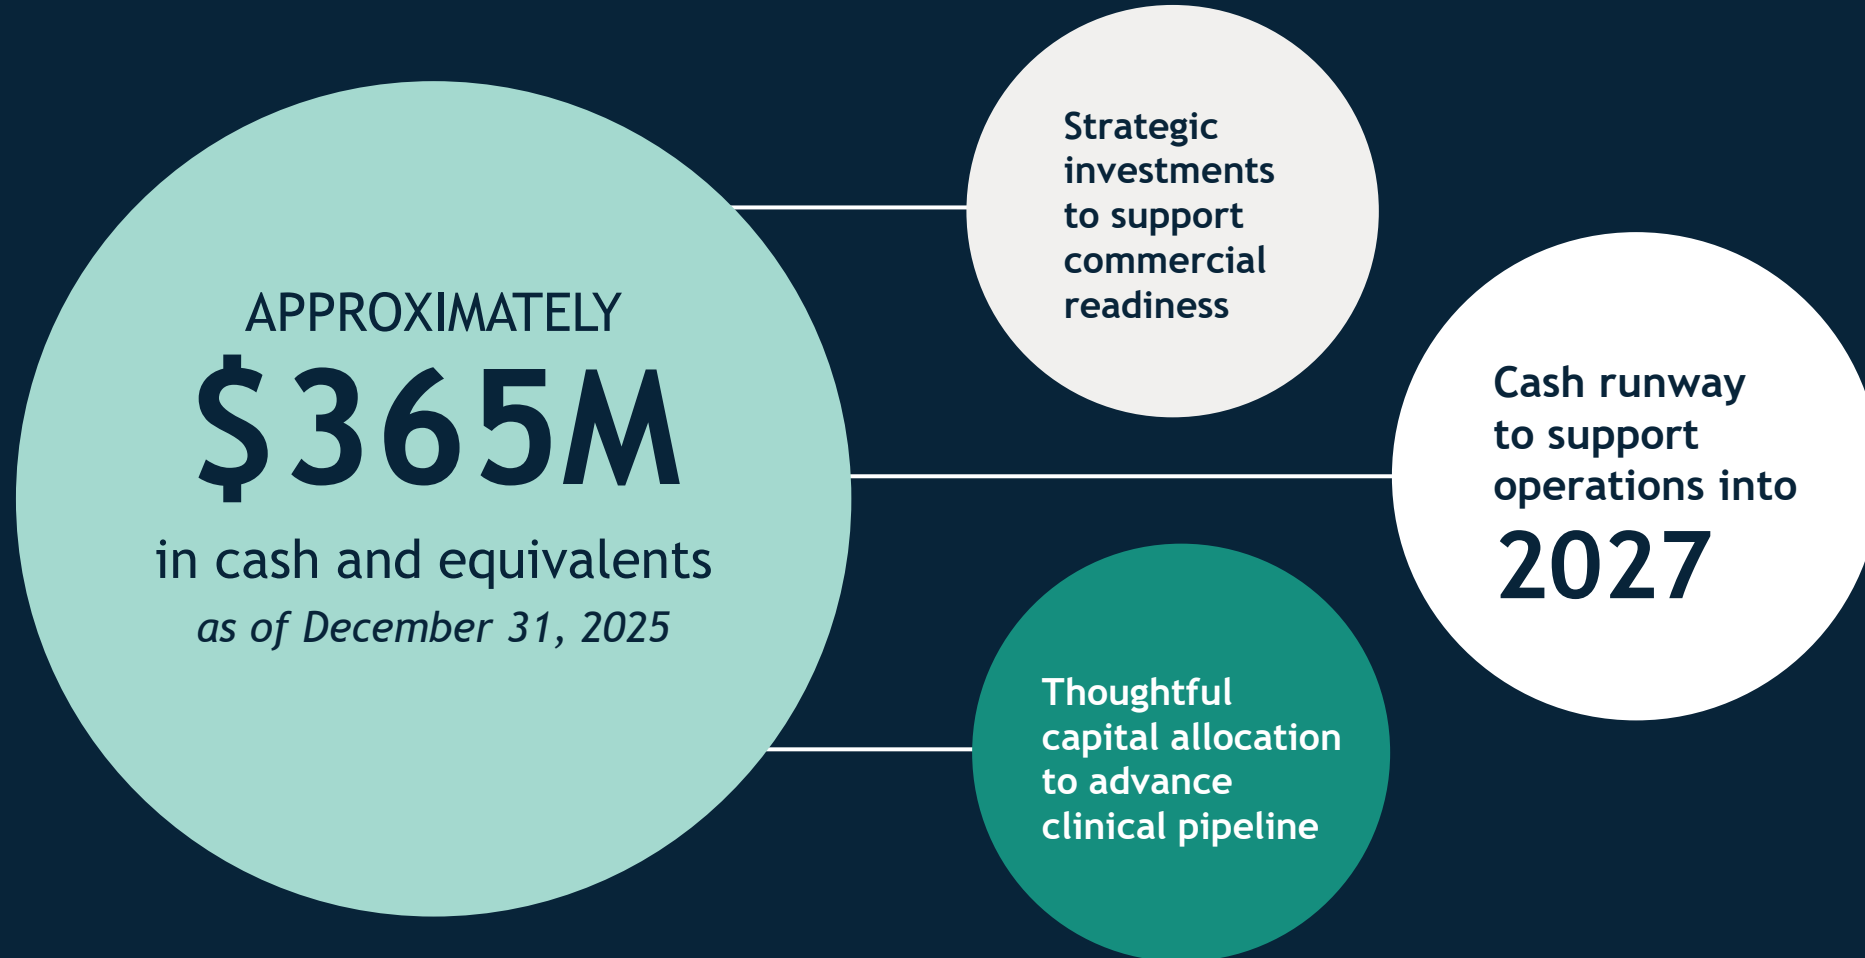 APPROXIMATELY
$365M
in cash and equivalents
as of December 31, 2025
Strategic
investments
to support
commercial
readiness
Cash runway
to support
operations into
2027
Thoughtful
capital allocation
to advance
clinical pipeline